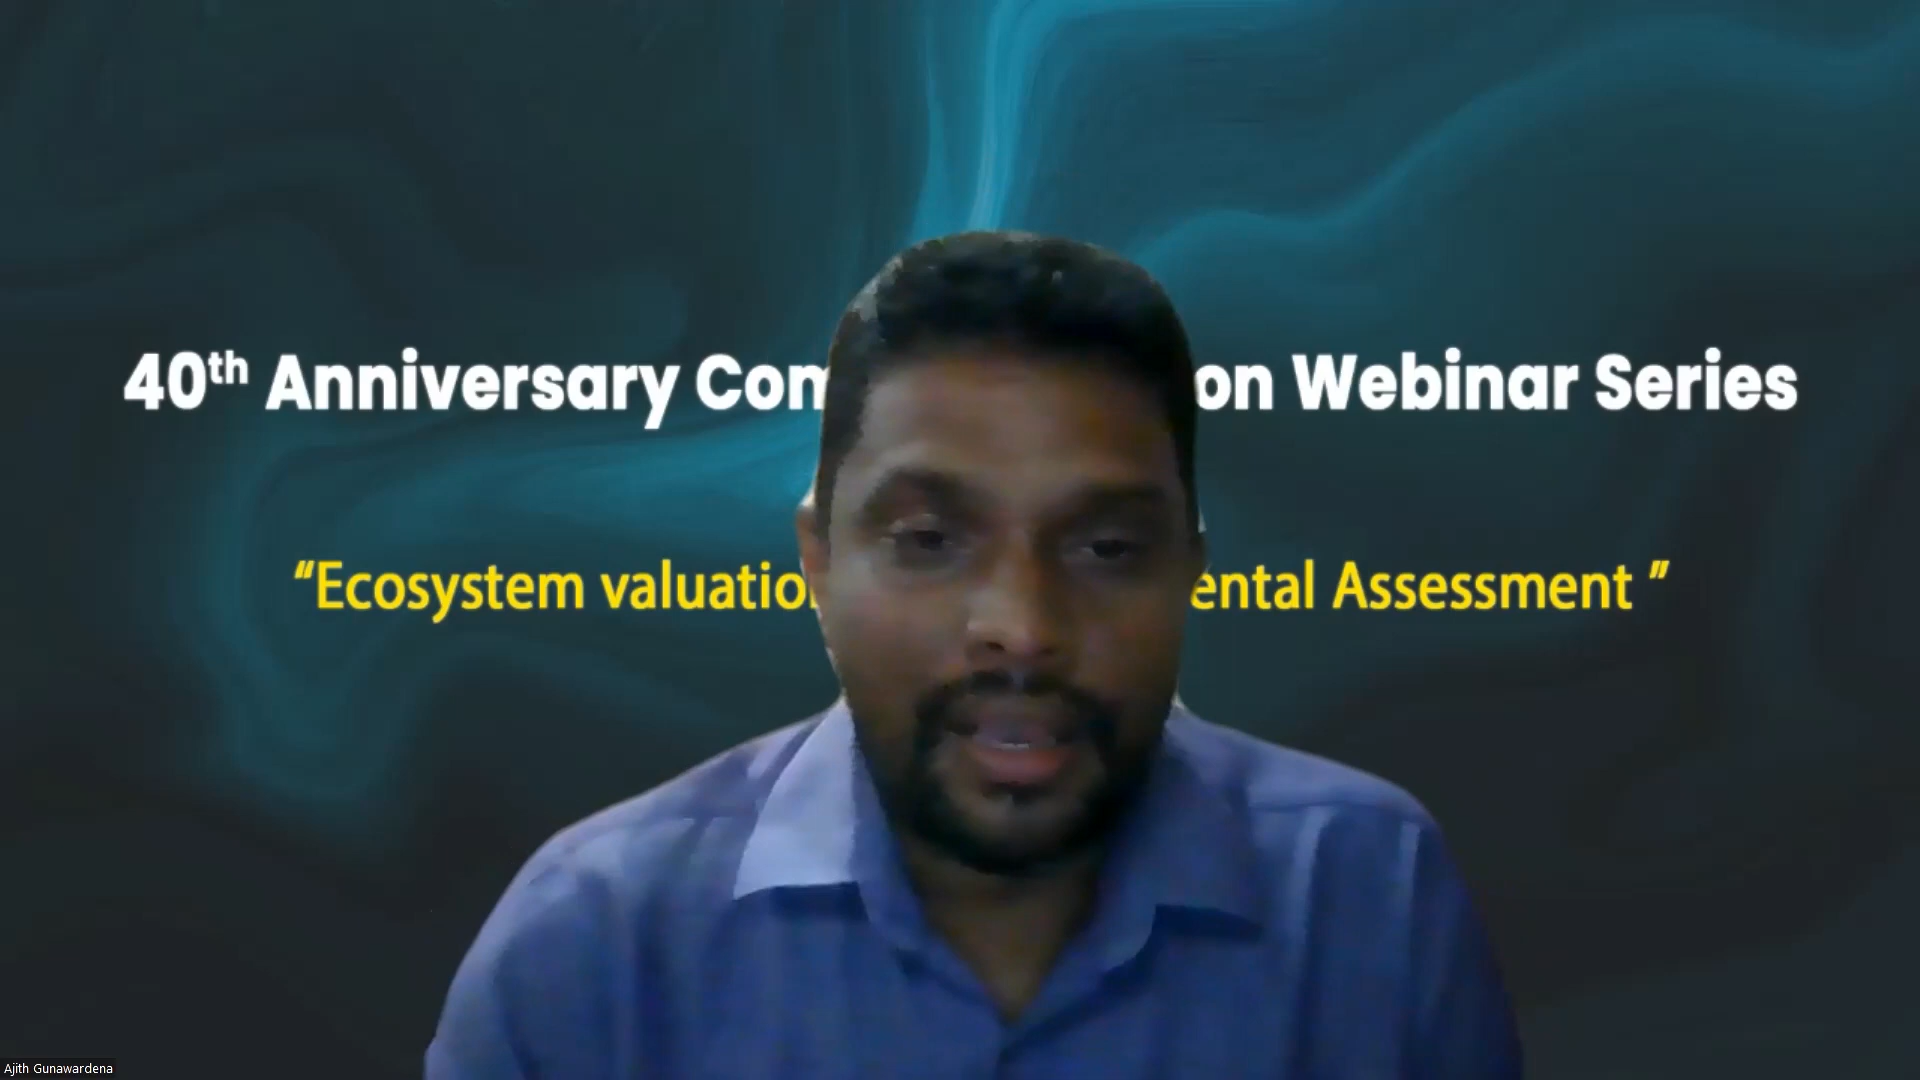 40th Anniversary Com on Webinar Series
“Ecosystem valuatio ental Assessment ”
Ajith Gunawardena